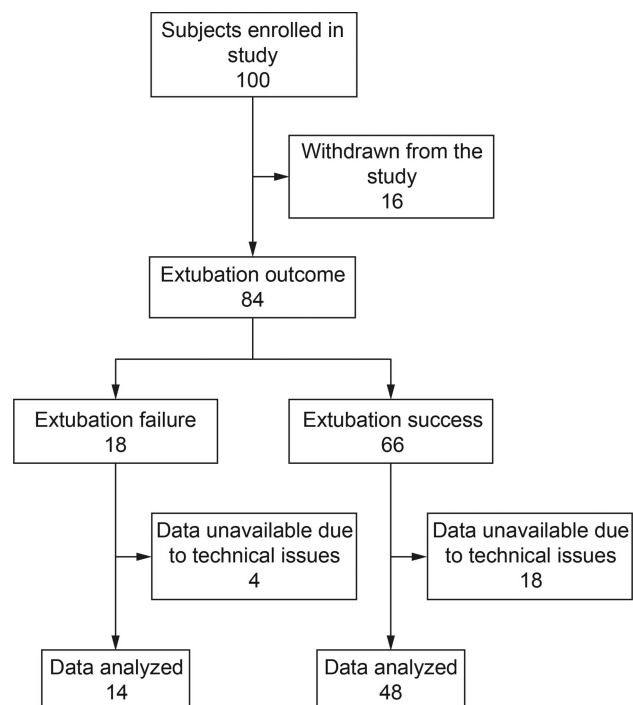 Subjects enrolled in
study
100
Withdrawn from the
study
16
Extubation outcome
84
Extubation failure
18
Extubation success
66
Data unavailable due
to technical issues
4
Data unavailable due
to technical issues
18
Data analyzed
14
Data analyzed
48